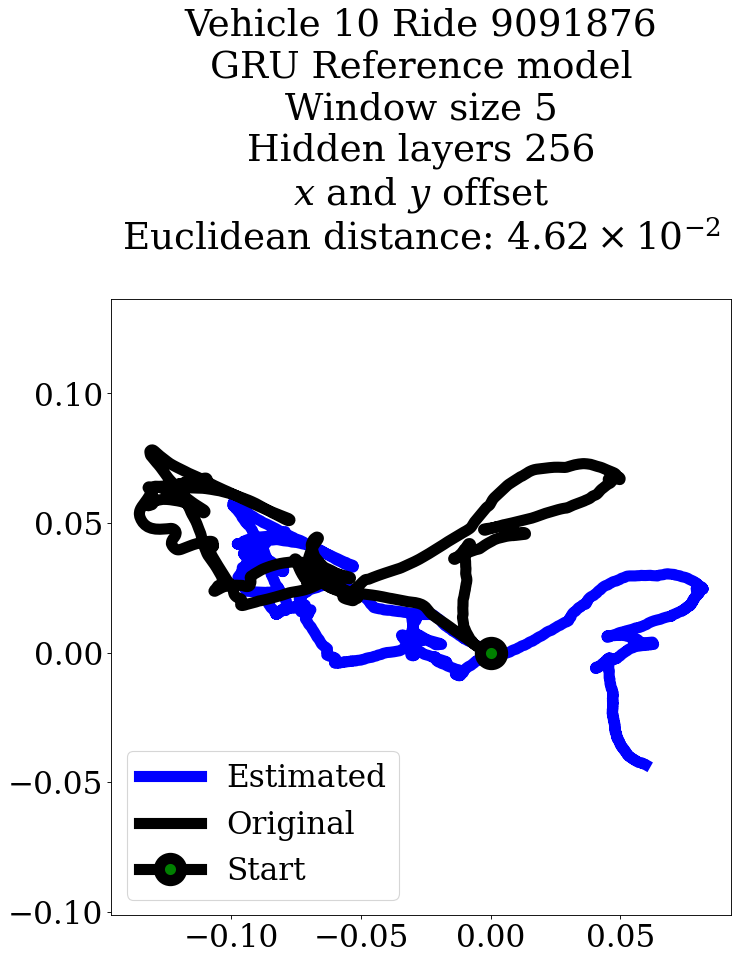 Vehicle 10 Ride 9091876
GRU Reference model
Window size 5
Hidden layers 256
x and y offset
Euclidean distance: 4.62 × 10⁻²
0.10
0.05
0.00
−0.05
−0.10
Estimated
Original
Start
−0.10 −0.05 0.00 0.05